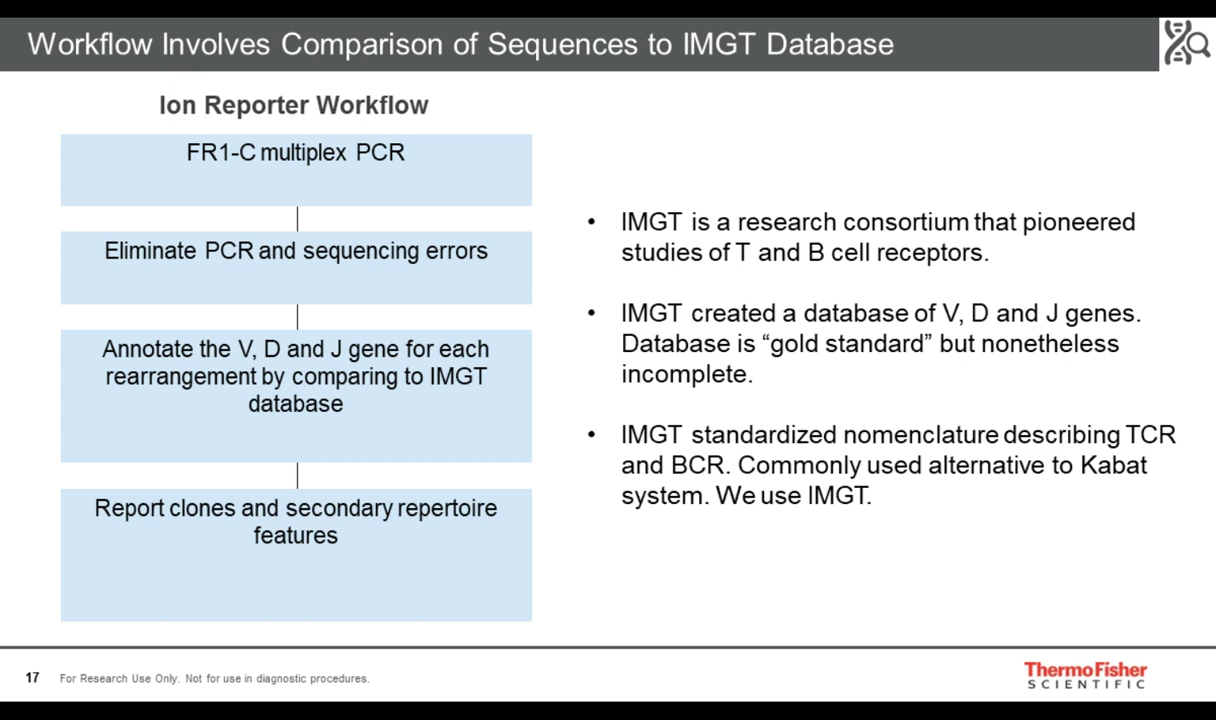 Workflow Involves Comparison of Sequences to IMGT Database
Ion Reporter Workflow
FR1-C multiplex PCR
Eliminate PCR and sequencing errors
Annotate the V, D and J gene for each
rearrangement by comparing to IMGT
database
Report clones and secondary repertoire
features
• IMGT is a research consortium that pioneered
studies of T and B cell receptors.
• IMGT created a database of V, D and J genes.
Database is “gold standard” but nonetheless
incomplete.
• IMGT standardized nomenclature describing TCR
and BCR. Commonly used alternative to Kabat
system. We use IMGT.
17 For Research Use Only. Not for use in diagnostic procedures.
ThermoFisher
SCIENTIFIC